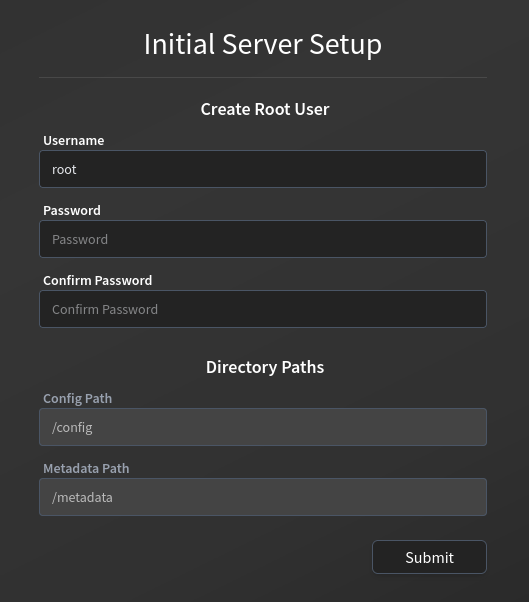 Initial Server Setup
Create Root User
Username
root
Password
Password
Confirm Password
Confirm Password
Directory Paths
Config Path
/config
Metadata Path
/metadata
Submit